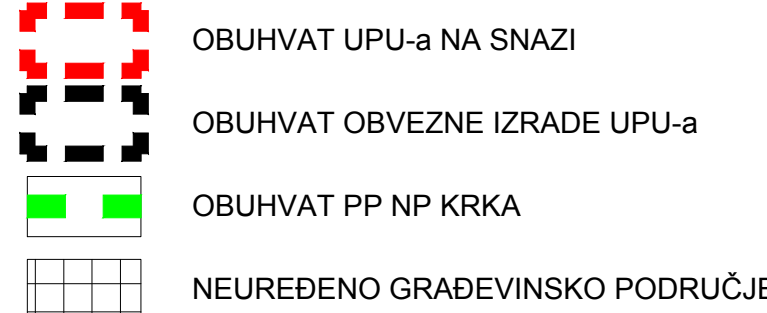 OBUHVAT UPU-a NA SNAZI
OBUHVAT OBVEZNE IZRADE UPU-a
OBUHVAT PP NP KRKA
NEUREĐENO GRAĐEVINSKO PODRUČJE